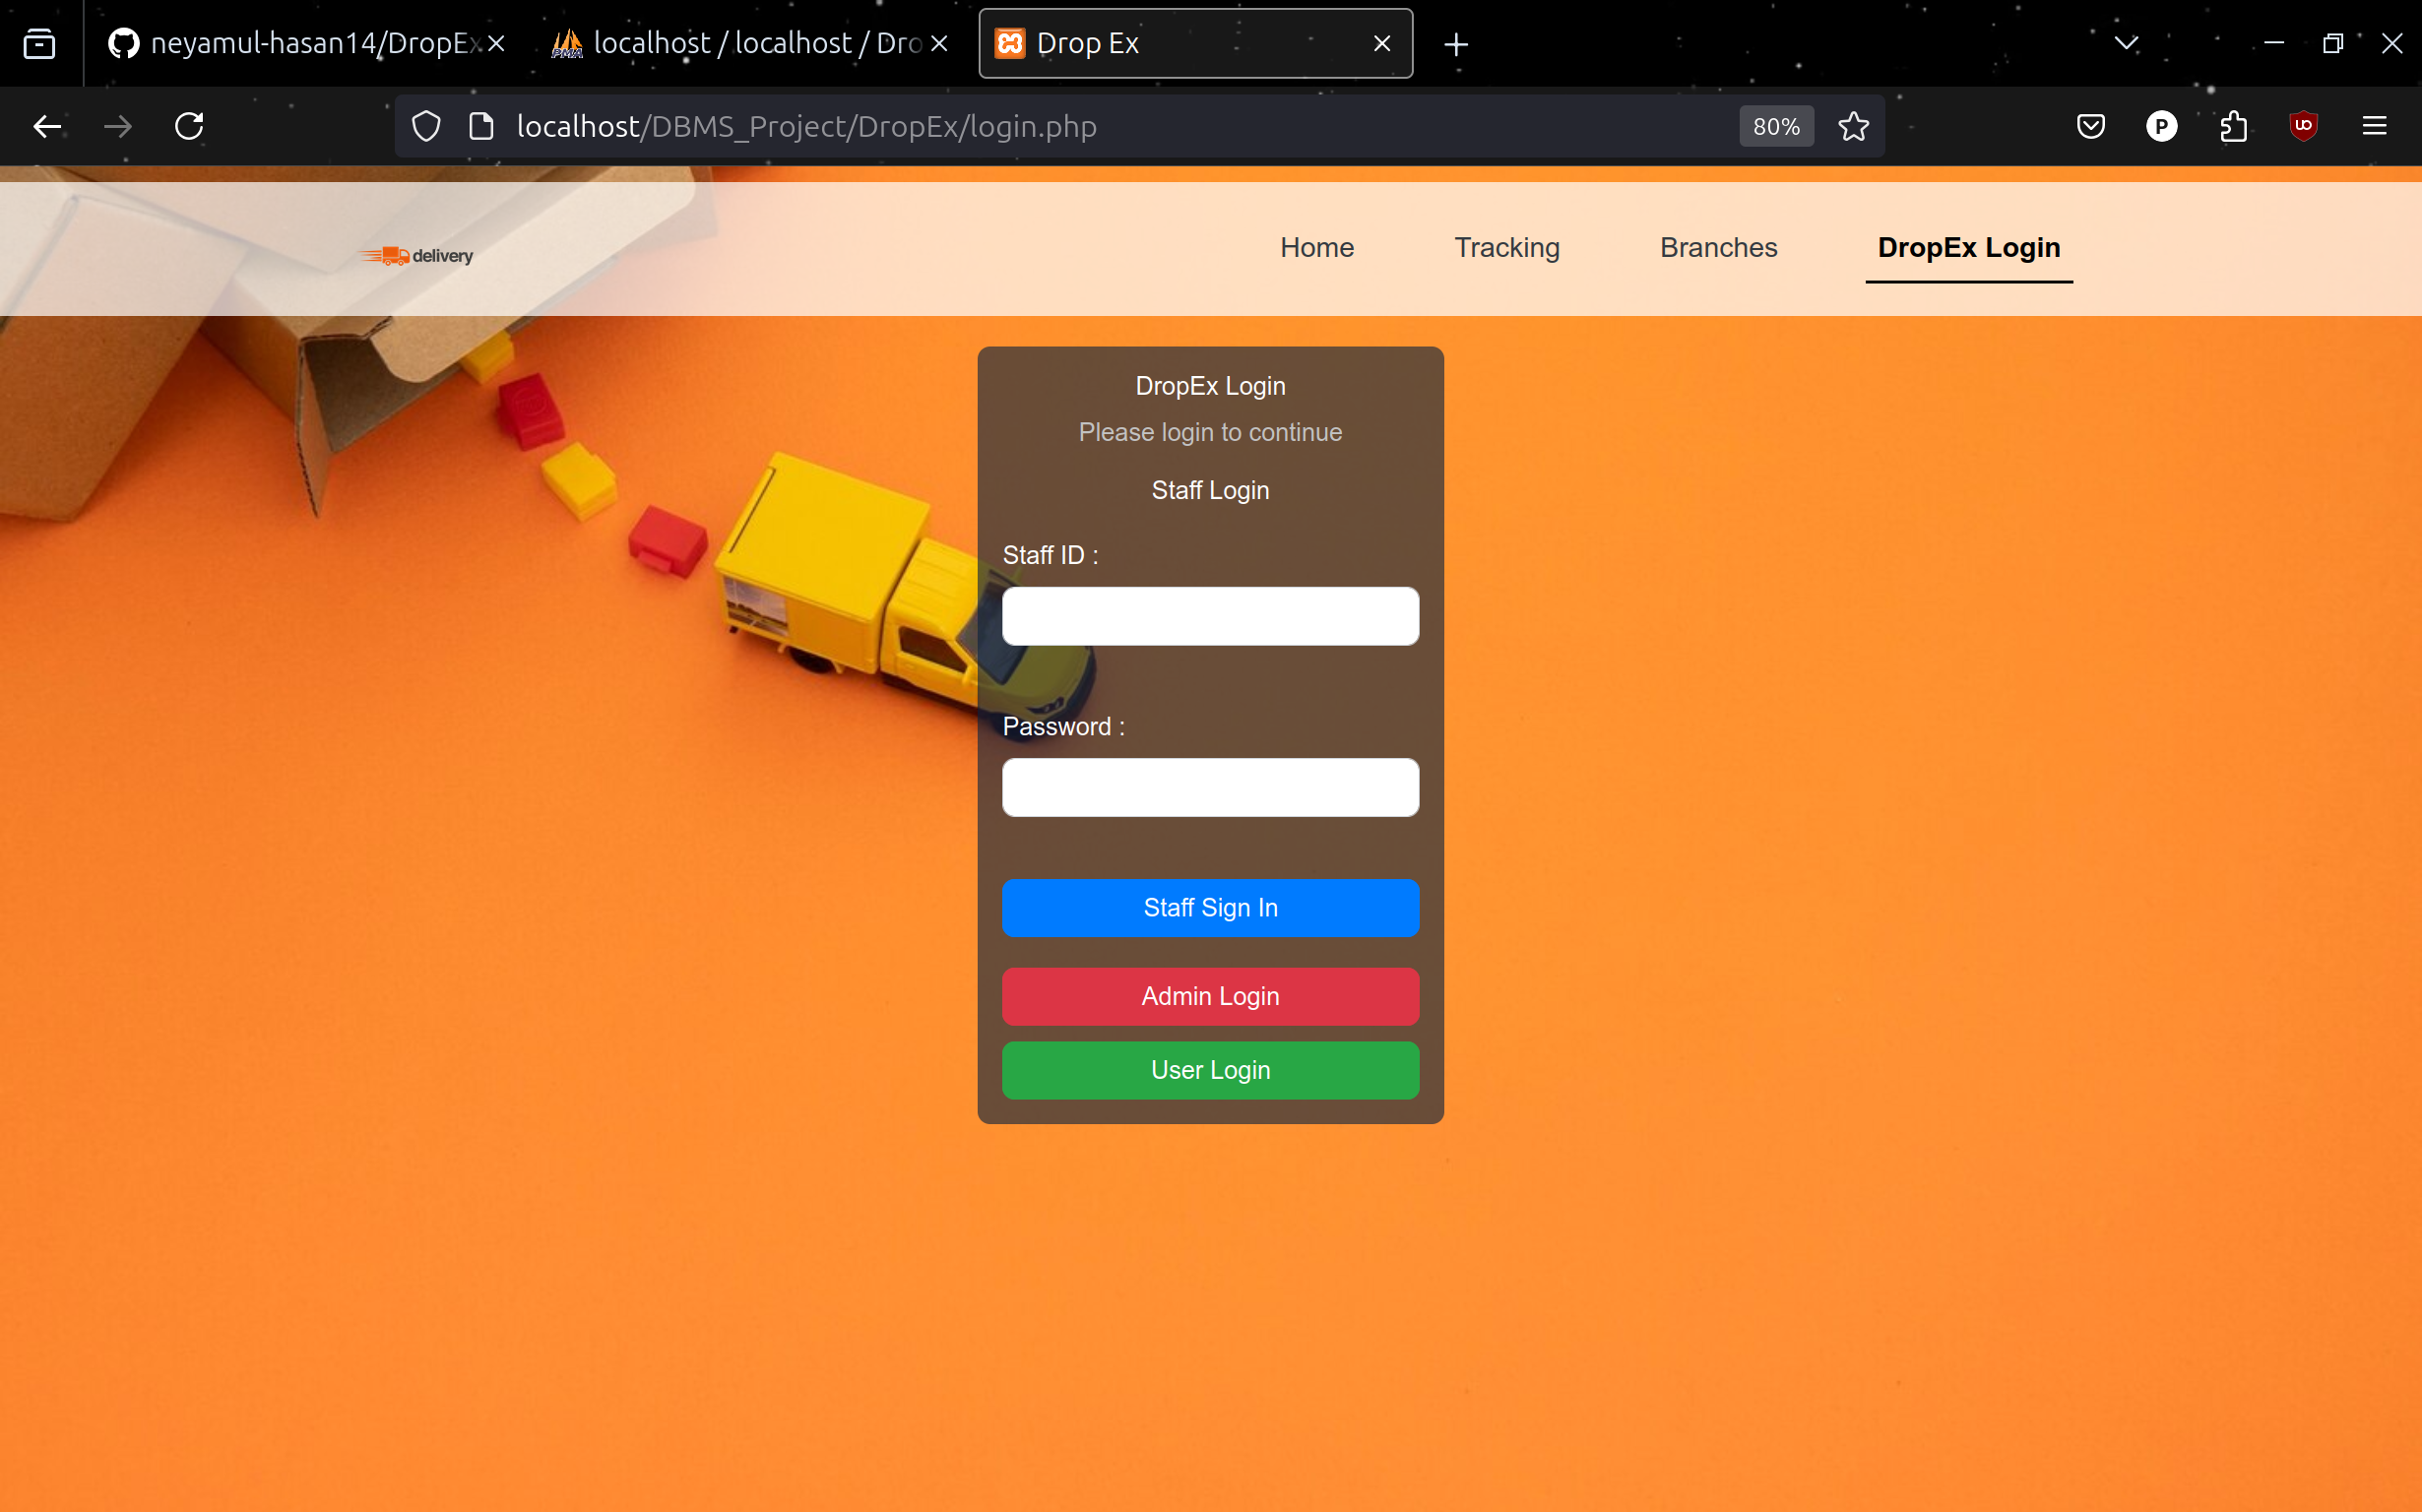 neyamul-hasan14/DropEx
localhost / localhost / Dro
Drop Ex
localhost/DBMS_Project/DropEx/login.php
80%
P
delivery
Home
Tracking
Branches
DropEx Login
DropEx Login
Please login to continue
Staff Login
Staff ID :
Password :
Staff Sign In
Admin Login
User Login